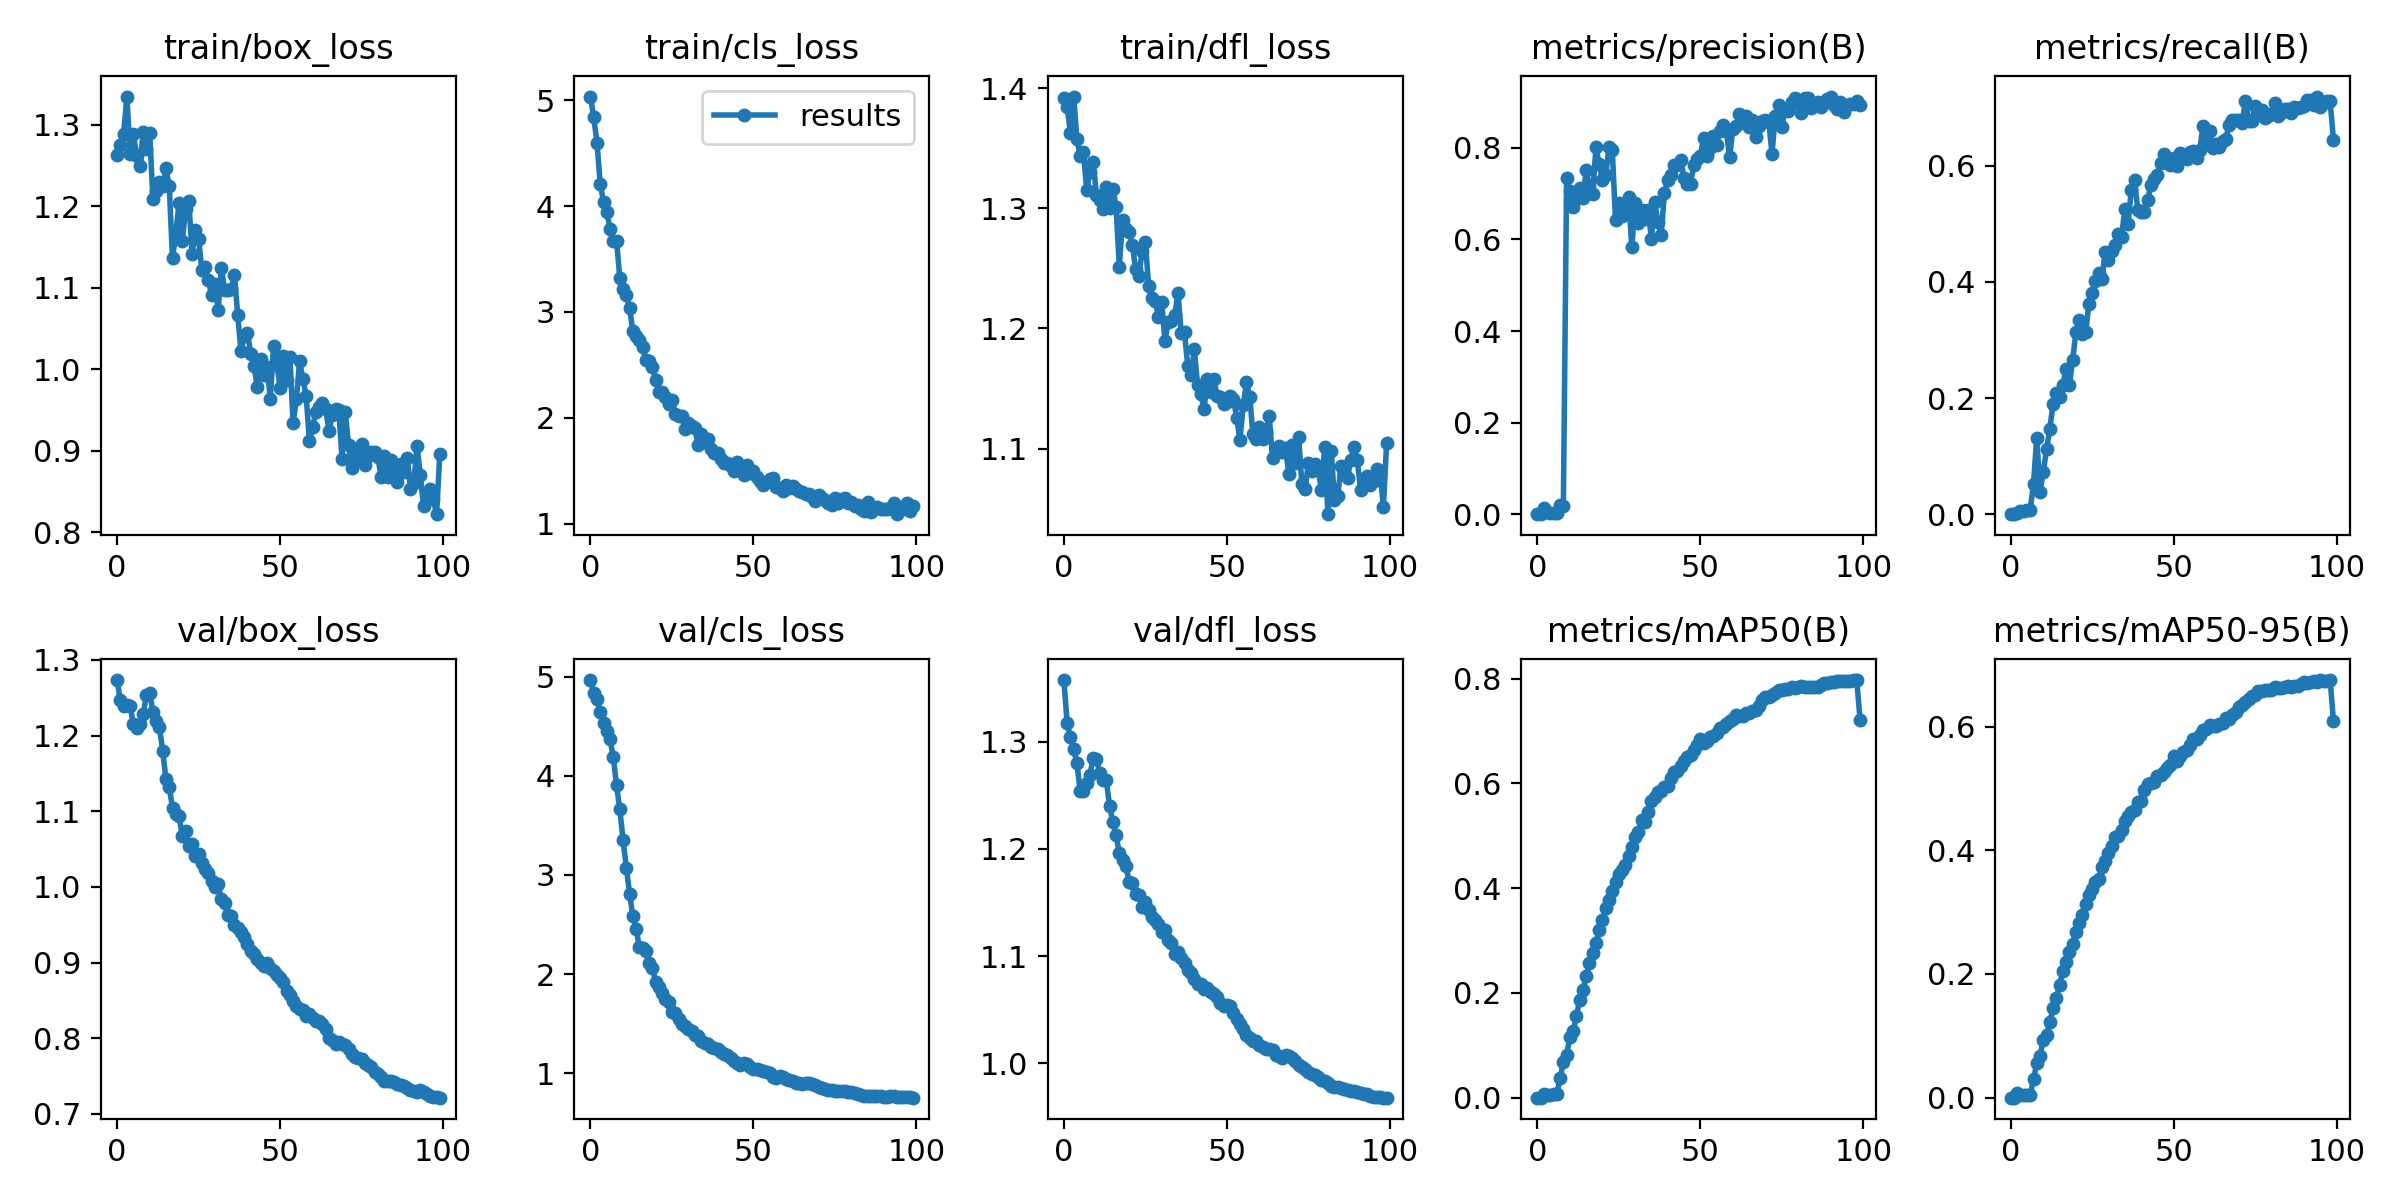 train/box_loss
1.3
1.2
1.1
1.0
0.9
0.8
0 50 100
train/cls_loss
results
5
4
3
2
1
0 50 100
train/dfl_loss
1.4
1.3
1.2
1.1
0 50 100
metrics/precision(B)
0.8
0.6
0.4
0.2
0.0
0 50 100
metrics/recall(B)
0.6
0.4
0.2
0.0
0 50 100
val/box_loss
1.3
1.2
1.1
1.0
0.9
0.8
0.7
0 50 100
val/cls_loss
5
4
3
2
1
0 50 100
val/dfl_loss
1.3
1.2
1.1
1.0
0 50 100
metrics/mAP50(B)
0.8
0.6
0.4
0.2
0.0
0 50 100
metrics/mAP50-95(B)
0.6
0.4
0.2
0.0
0 50 100